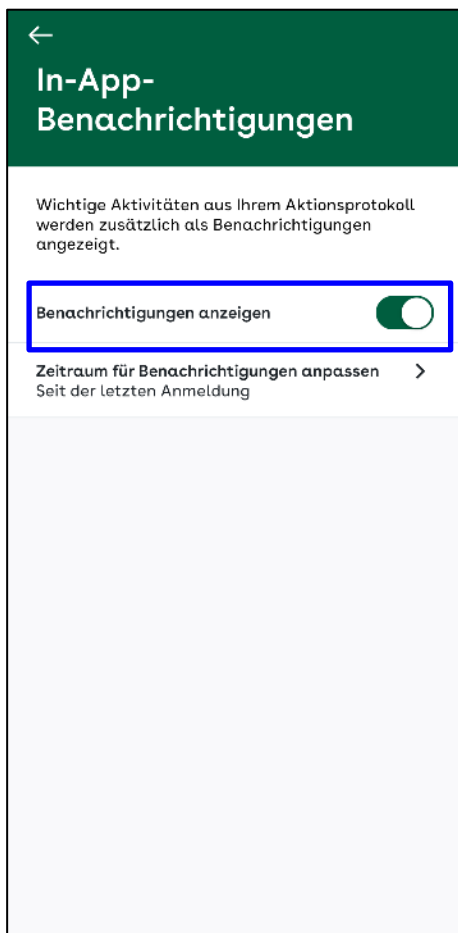 In-App-
Benachrichtigungen
Wichtige Aktivitäten aus Ihrem Aktionsprotokoll
werden zusätzlich als Benachrichtigungen
angezeigt.
Benachrichtigungen anzeigen
Zeitraum für Benachrichtigungen anpassen
Seit der letzten Anmeldung